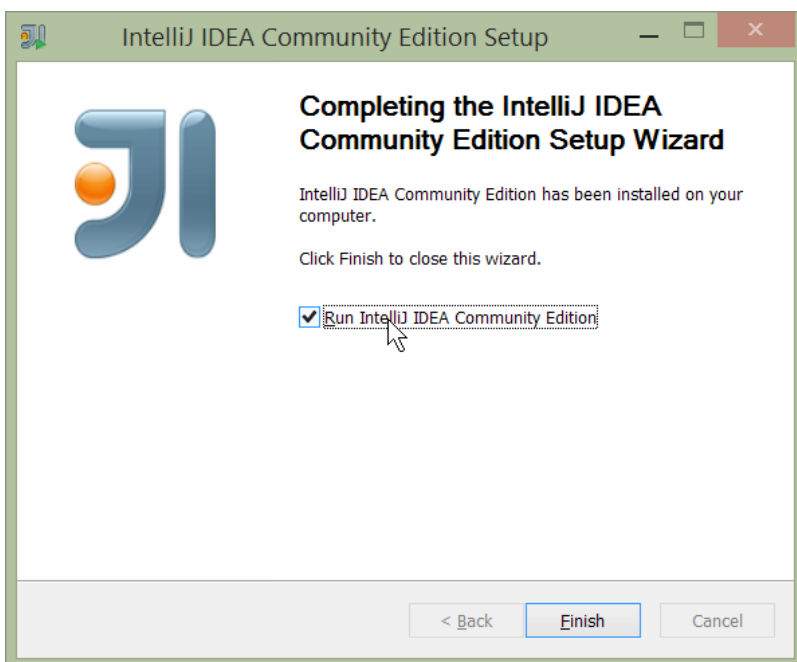 IntelliJ IDEA Community Edition Setup
Completing the IntelliJ IDEA
Community Edition Setup Wizard
IntelliJ IDEA Community Edition has been installed on your
computer.
Click Finish to close this wizard.
Run IntelliJ IDEA Community Edition
< Back
Finish
Cancel